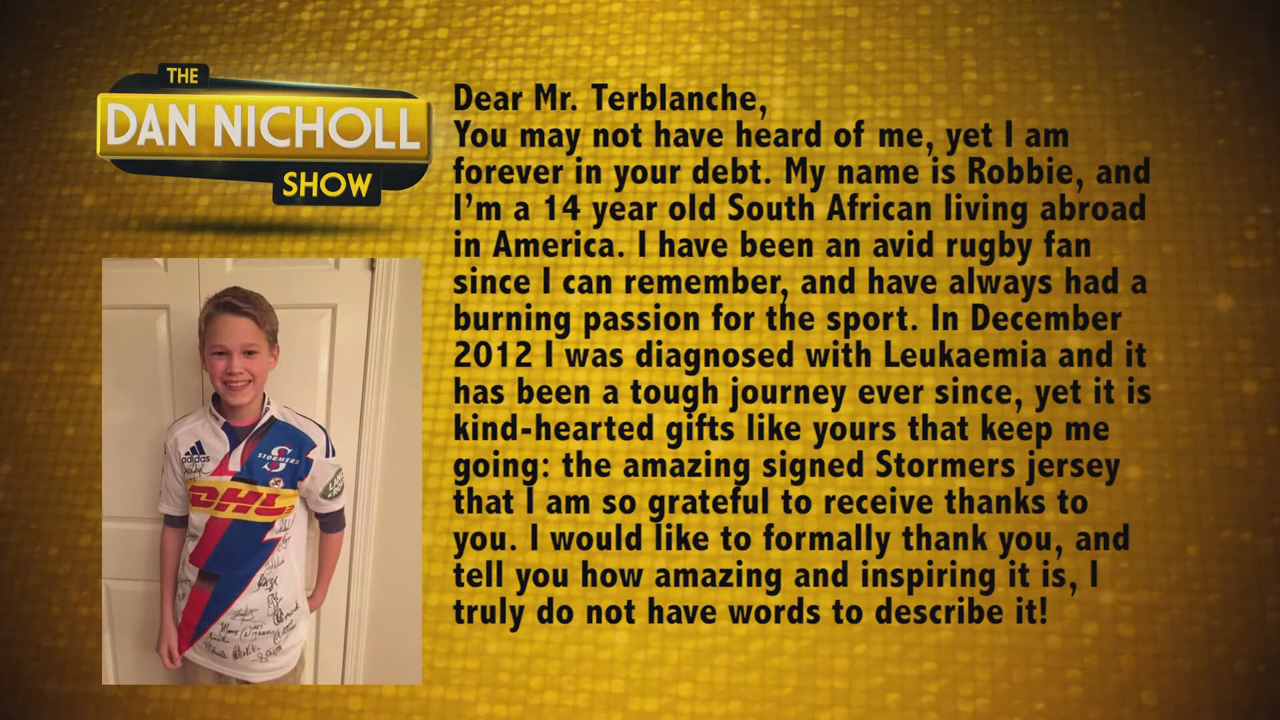 THE
DAN NICHOLL
SHOW
Dear Mr. Terblanche,
You may not have heard of me, yet I am
forever in your debt. My name is Robbie, and
I'm a 14 year old South African living abroad
in America. I have been an avid rugby fan
since I can remember, and have always had a
burning passion for the sport. In December
2012 I was diagnosed with Leukaemia and it
has been a tough journey ever since, yet it is
kind-hearted gifts like yours that keep me
going: the amazing signed Stormers jersey
that I am so grateful to receive thanks to
you. I would like to formally thank you, and
tell you how amazing and inspiring it is, I
truly do not have words to describe it!
adidas
STORMERS
DHL